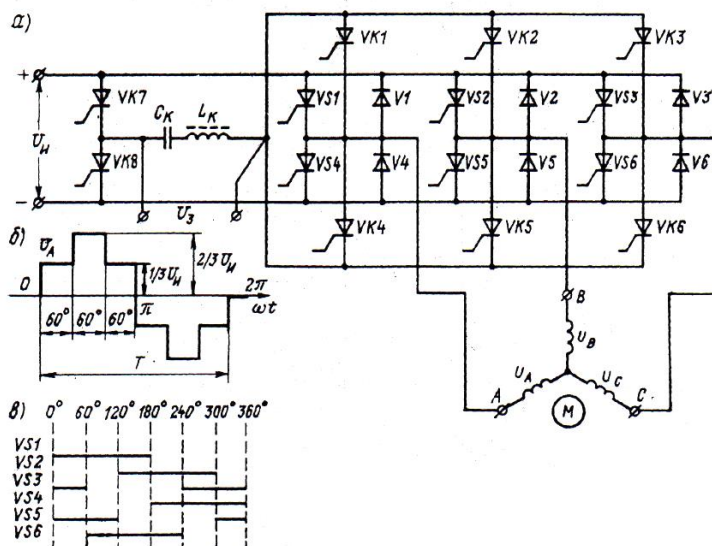 а)
VK1
VK2
VK3
+
VK7
Cк
Lк
VS1
V1
VS2
V2
VS3
V3
Uи
VK8
VS4
V4
VS5
V5
VS6
V6
−
U3
VK4
VK5
VK6
б)
UA
2/3 Uи
1/3 Uи
0
π
2π
ωt
60° 60° 60°
T
B
UB
UA
UC
A
C
M
в) 0° 60° 120° 180° 240° 300° 360°
VS1
VS2
VS3
VS4
VS5
VS6